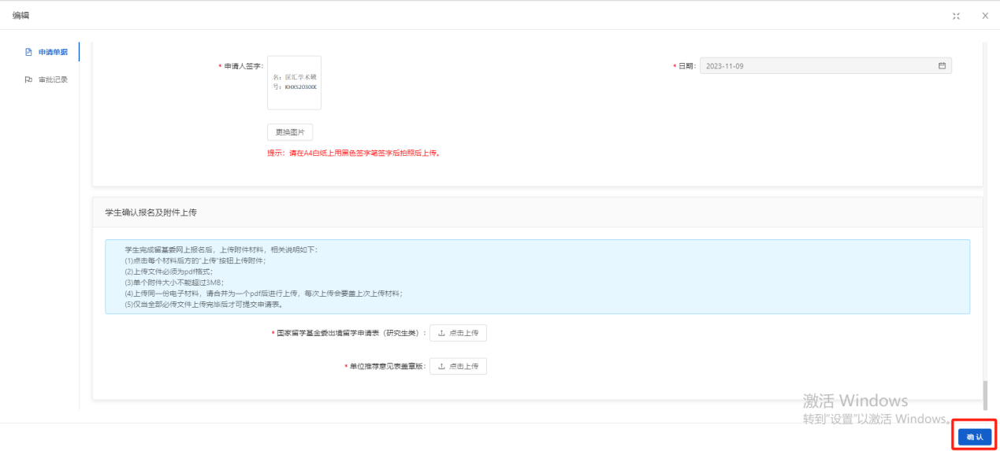 编辑
申请单据
审批记录
* 申请人签字:
名：匡汇学术硕
号：KHXS20300
* 日期:
2023-11-09
更换图片
提示：请在A4白纸上用黑色签字笔签字后拍照后上传。
学生确认报名及附件上传
学生完成留基委网上报名后，上传附件材料，相关说明如下：
(1)点击每个材料后方的"上传"按钮上传附件；
(2)上传文件必须为pdf格式；
(3)单个附件大小不能超过3MB；
(4)上传同一份电子材料，请合并为一个pdf后进行上传，每次上传会要盖上次上传材料；
(5)仅当全部必传文件上传完毕后才可提交申请表。
* 国家留学基金委出境留学申请表（研究生类）： 点击上传
* 单位推荐意见表盖章版： 点击上传
激活 Windows
转到"设置"以激活 Windows。
确认